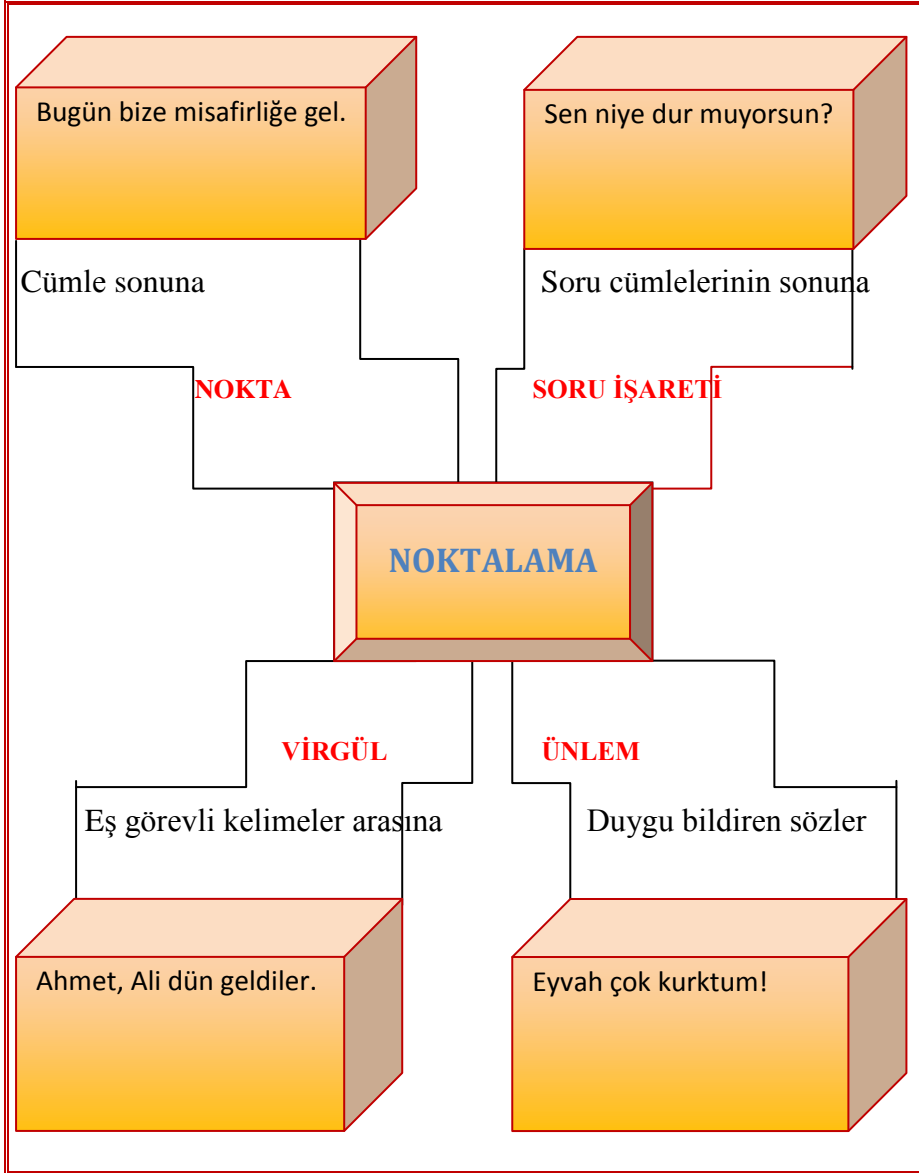 Bugün bize misafirliğe gel.
Sen niye dur muyorsun?
Cümle sonuna
Soru cümlelerinin sonuna
NOKTA
SORU İŞARETİ
NOKTALAMA
VİRGÜL
ÜNLEM
Eş görevli kelimeler arasına
Duygu bildiren sözler
Ahmet, Ali dün geldiler.
Eyvah çok kurktum!